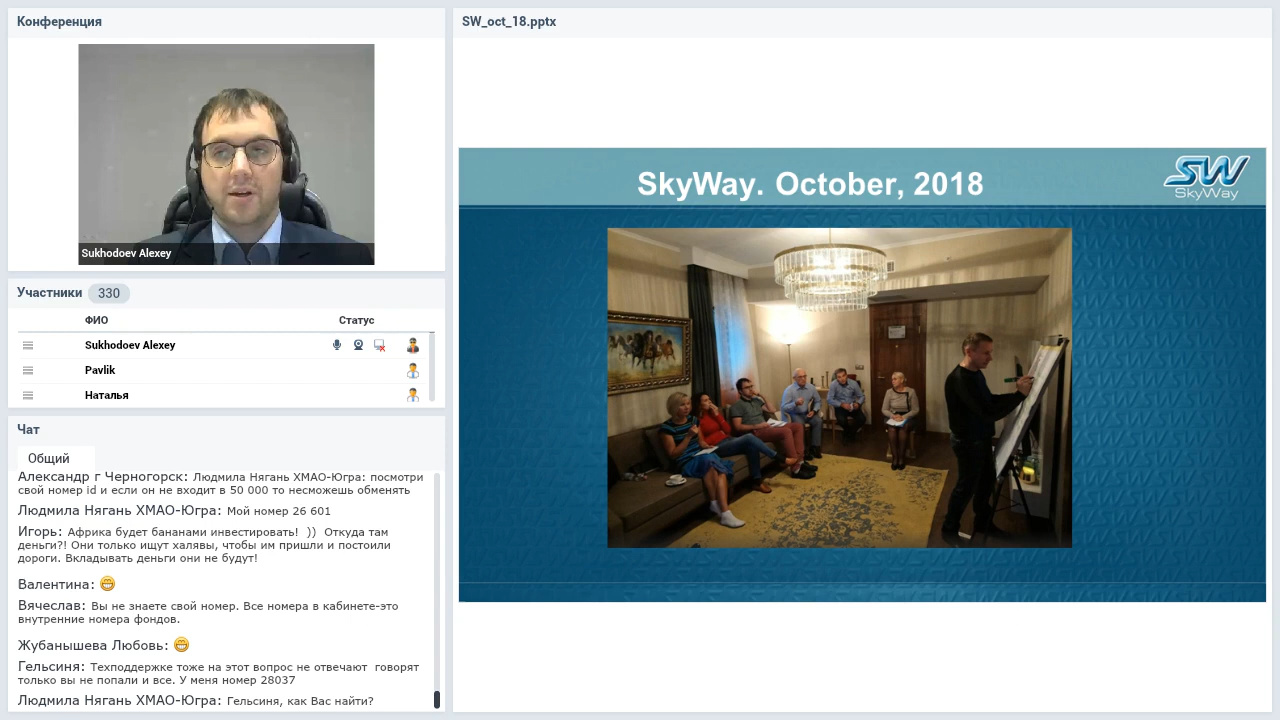 Конференция
Sukhodoev Alexey
Участники 330
ФИО Статус
Sukhodoev Alexey
Pavlik
Наталья
Чат
Общий
Александр г Черногорск: Людмила Нягань ХМАО-Югра: посмотри
свой номер id и если он не входит в 50 000 то несможешь обменять
Людмила Нягань ХМАО-Югра: Мой номер 26 601
Игорь: Африка будет бананами инвестировать!  ))  Откуда там
деньги?! Они только ищут халявы, чтобы им пришли и постоили
дороги. Вкладывать деньги они не будут!
Валентина:
Вячеслав: Вы не знаете свой номер. Все номера в кабинете-это
внутренние номера фондов.
Жубанышева Любовь:
Гельсиня: Техподдержке тоже на этот вопрос не отвечают  говорят
только вы не попали и все. У меня номер 28037
Людмила Нягань ХМАО-Югра: Гельсиня, как Вас найти?
SW_oct_18.pptx
SkyWay. October, 2018
SW
SkyWay